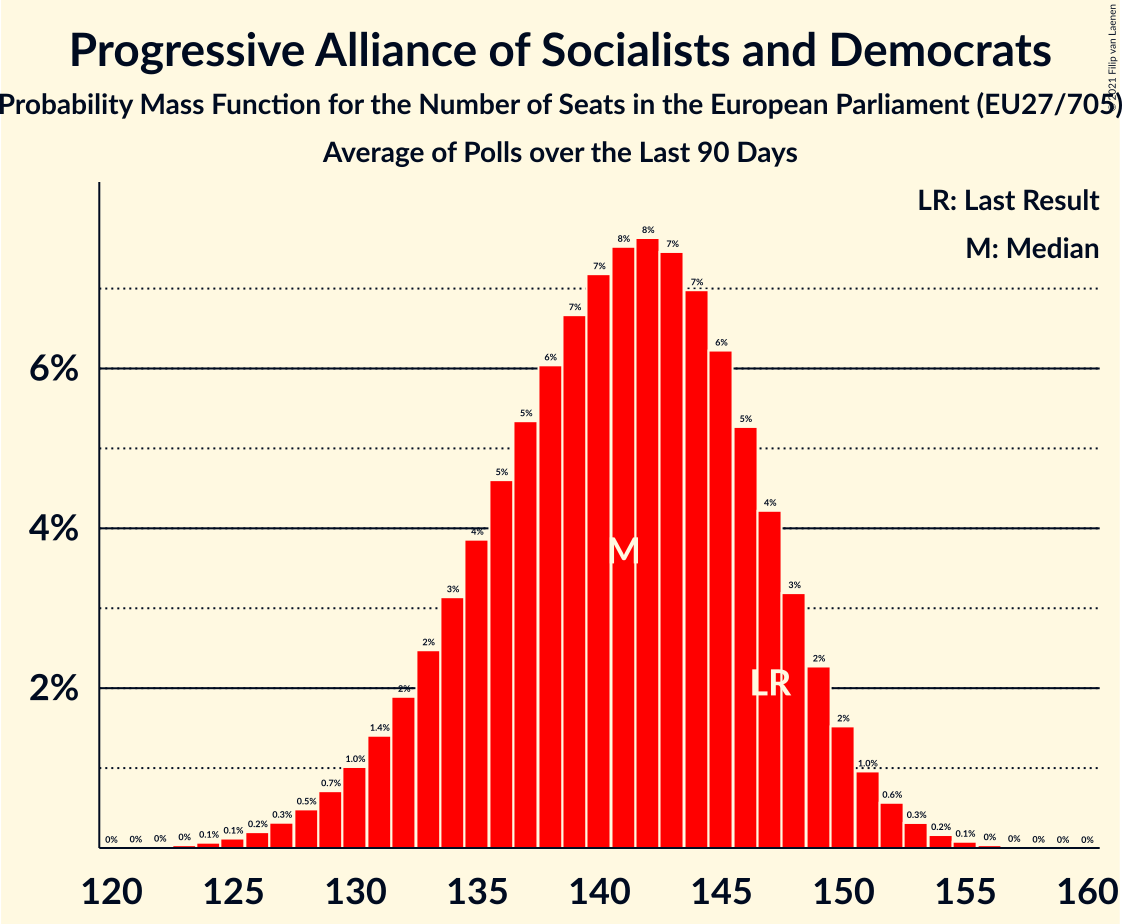 Progressive Alliance of Socialists and Democrats
Probability Mass Function for the Number of Seats in the European Parliament (EU27/705)
Average of Polls over the Last 90 Days
LR: Last Result
M: Median
6%
4%
2%
0% 0% 0% 0% 0.1% 0.1% 0.2% 0.3% 0.5% 0.7% 1.0% 1.4% 2% 2% 3% 4% 5% 5% 6% 7% 7% 8% 8% 7% 7% 6% 5% 4% 3% 2% 2% 1.0% 0.6% 0.3% 0.2% 0.1% 0% 0% 0% 0% 0%
M
LR
120 125 130 135 140 145 150 155 160
2021 Filip van Laenen